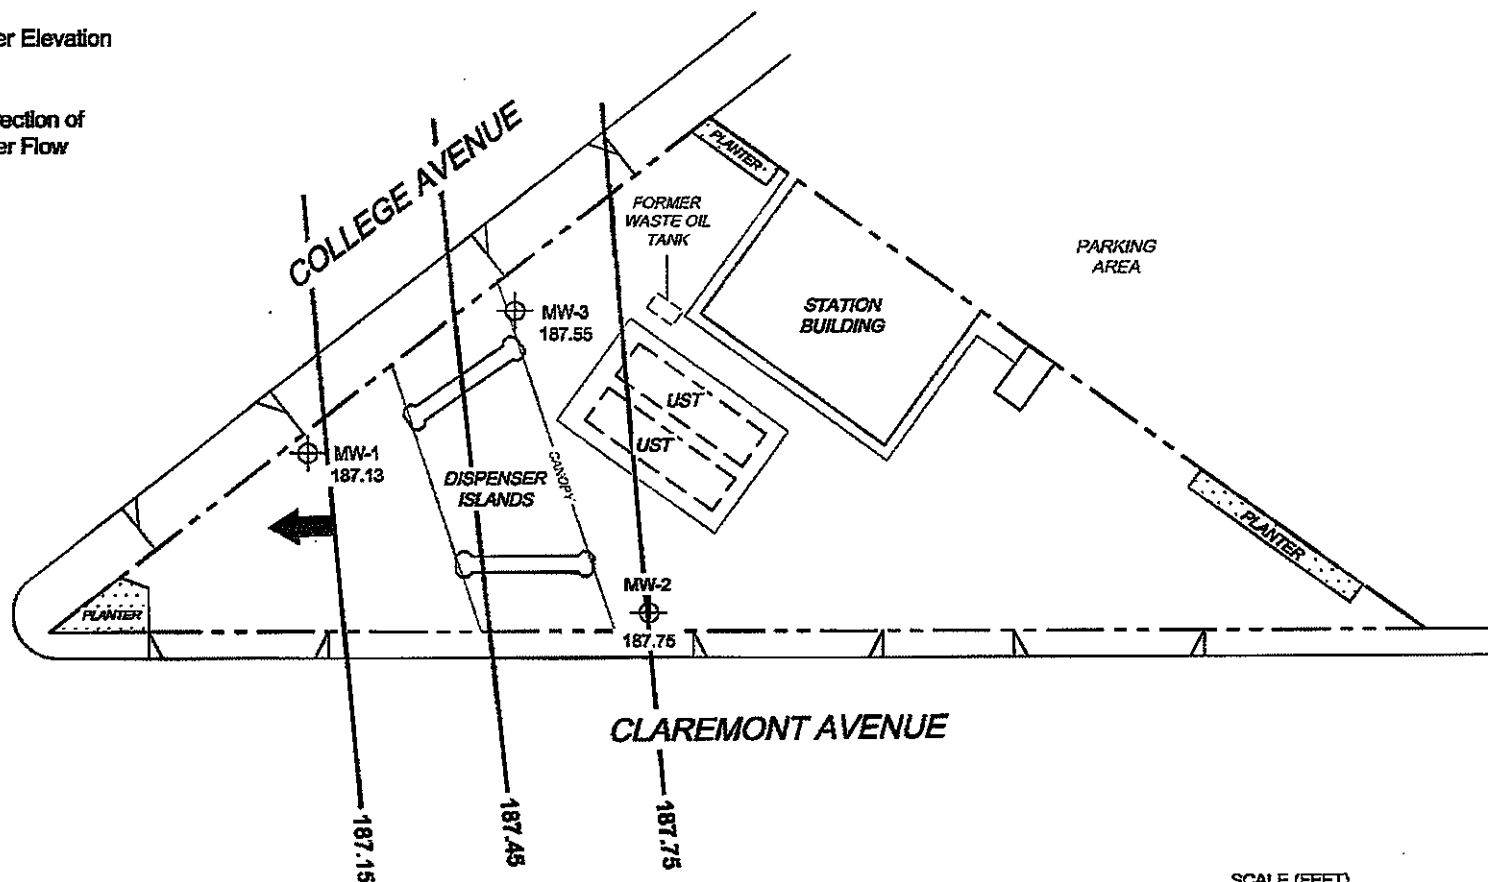 er Elevation
ection of
er Flow
COLLEGE AVENUE
PLANTER
FORMER
WASTE OIL
TANK
PARKING
AREA
STATION
BUILDING
MW-3
187.55
UST
UST
MW-1
187.13
DISPENSER
ISLANDS
CANOPY
PLANTER
MW-2
187.75
PLANTER
CLAREMONT AVENUE
187.15
187.45
187.75
SCALE (FEET)